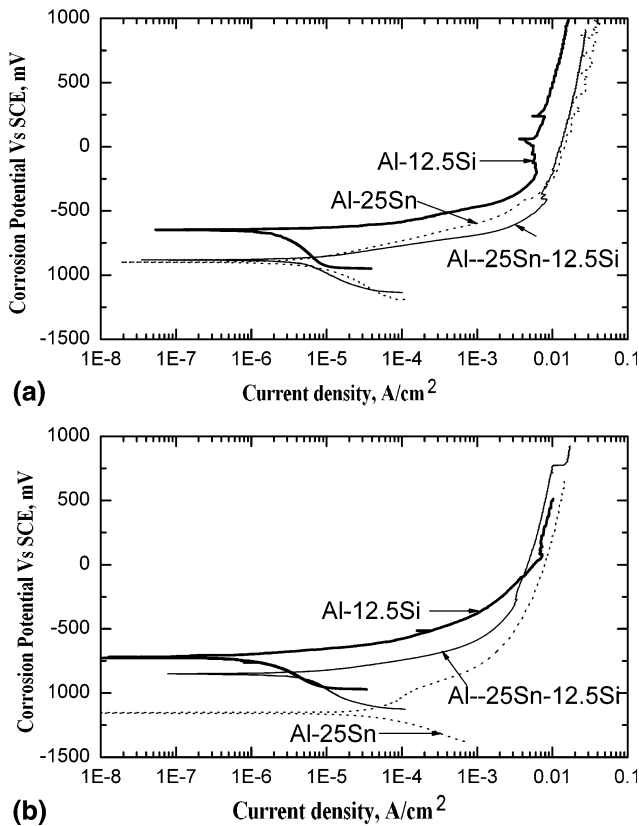 1000
500
0
-500
1000
-1500
Corrosion Potential Vs SCE, mV
Al-12.5Si
Al-25Sn
Al--25Sn-12.5Si
1E-8 1E-7 1E-6 1E-5 1E-4 1E-3 0.01 0.1
(a) Current density, A/cm²
1000
500
0
-500
1000
-1500
Corrosion Potential Vs SCE, mV
Al-12.5Si
Al--25Sn-12.5Si
Al-25Sn
1E-8 1E-7 1E-6 1E-5 1E-4 1E-3 0.01 0.1
(b) Current density, A/cm²